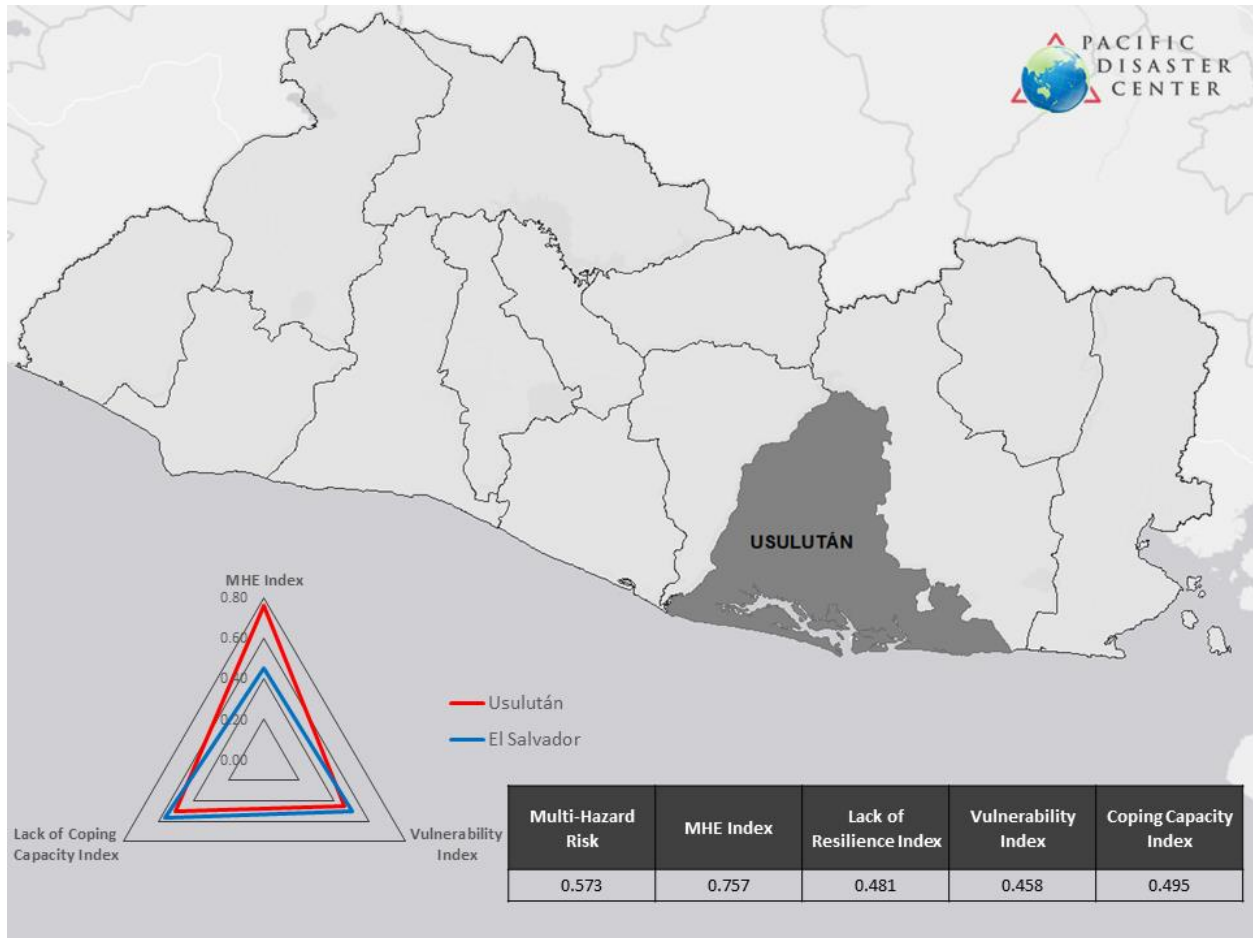 PACIFIC
DISASTER
CENTER
USULUTÁN
MHE Index
0.80
0.60
0.40
0.20
0.00
Lack of Coping
Capacity Index
Vulnerability
Index
Usulután
El Salvador
Multi-Hazard
Risk
MHE Index
Lack of
Resilience Index
Vulnerability
Index
Coping Capacity
Index
0.573
0.757
0.481
0.458
0.495